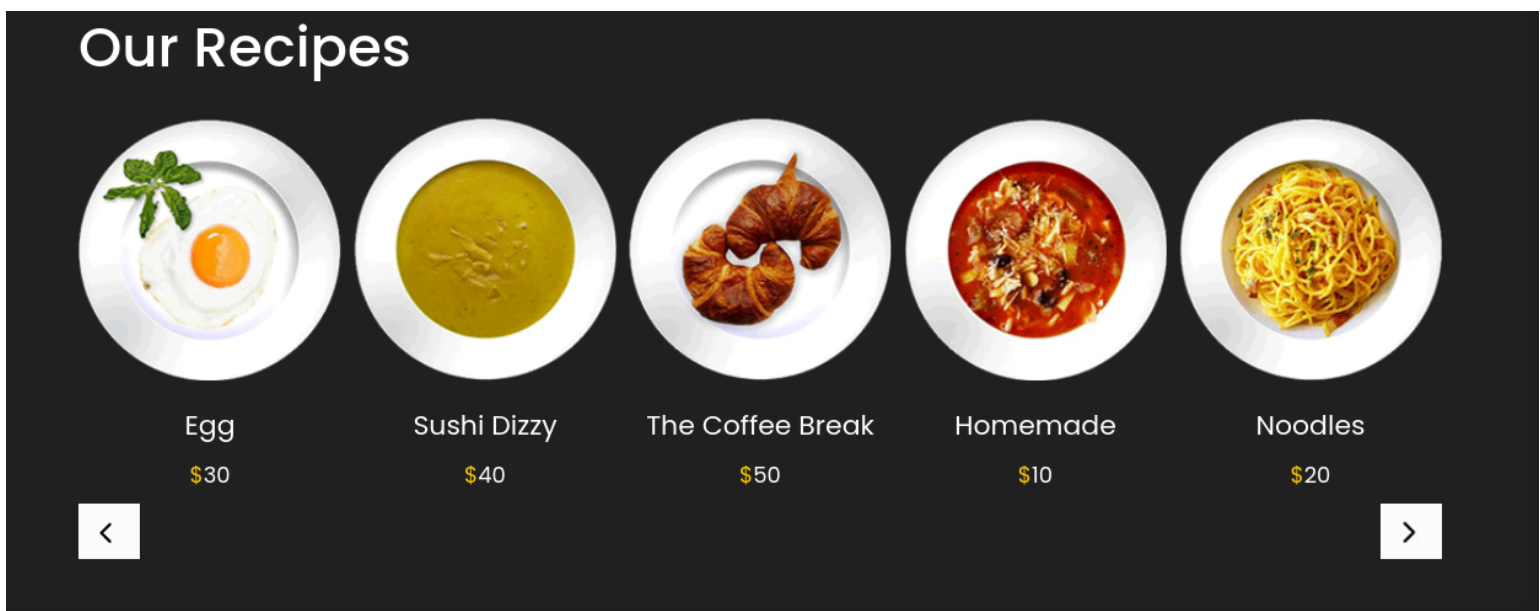 Our Recipes
Egg
Sushi Dizzy
The Coffee Break
Homemade
Noodles
$30
$40
$50
$10
$20